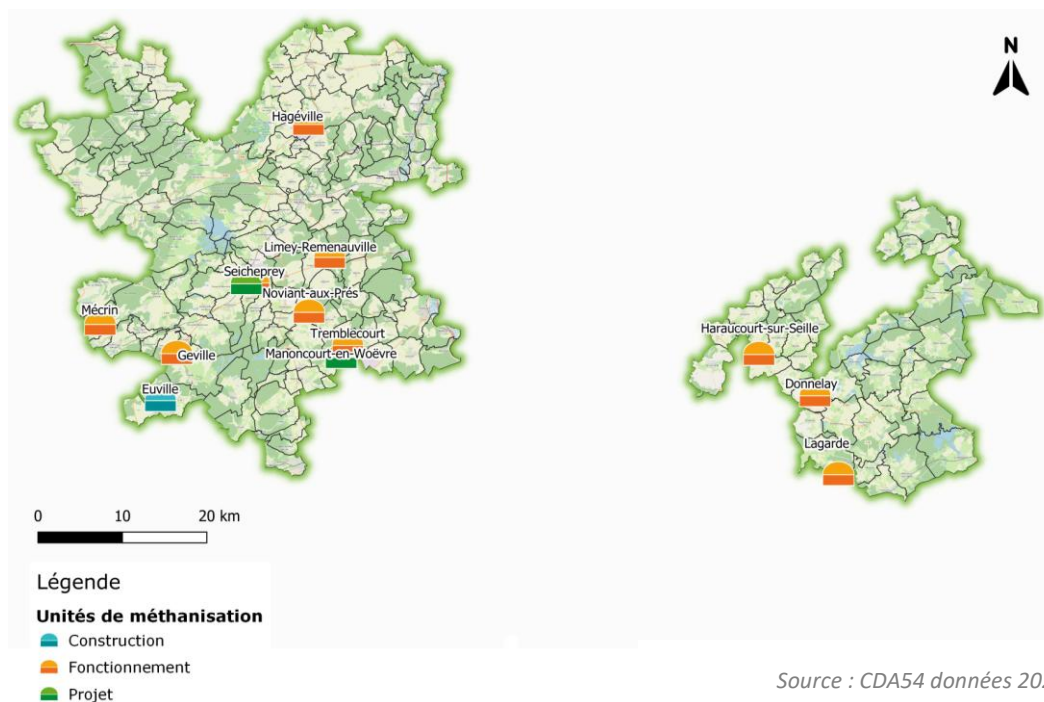 N
Hagéville
Limey-Remenauville
Seicheprey
Noviant-aux-Prés
Mécrin
Tremblecourt
Geville
Manoncourt-en-Woëvre
Euville
Haraucourt-sur-Seille
Donnelay
Lagarde
0 10 20 km
Légende
Unités de méthanisation
Construction
Fonctionnement
Projet
Source : CDA54 données